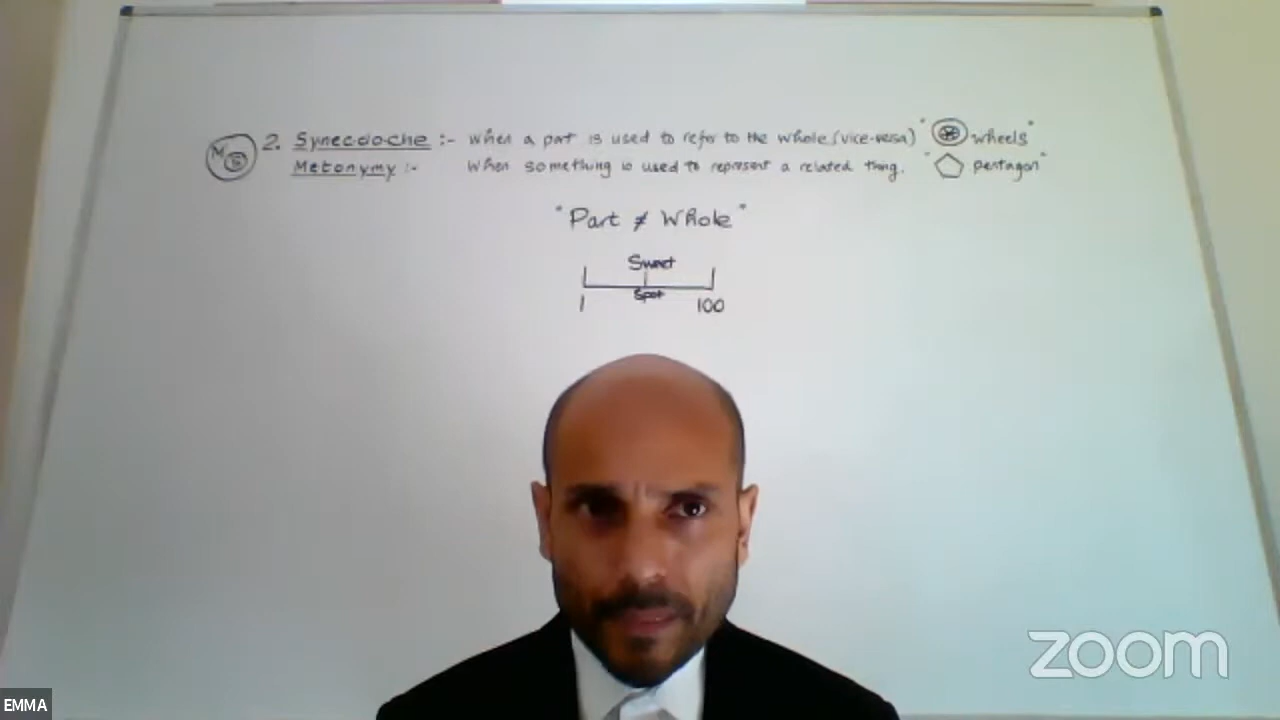 M S 2. Synecdoche :- When a part is used to refer to the whole (vice-versa) " wheels "
Metonymy :- When something is used to represent a related thing. " pentagon "
" Part ≠ Whole "
Sweet
Spot
1 100
zoom
EMMA